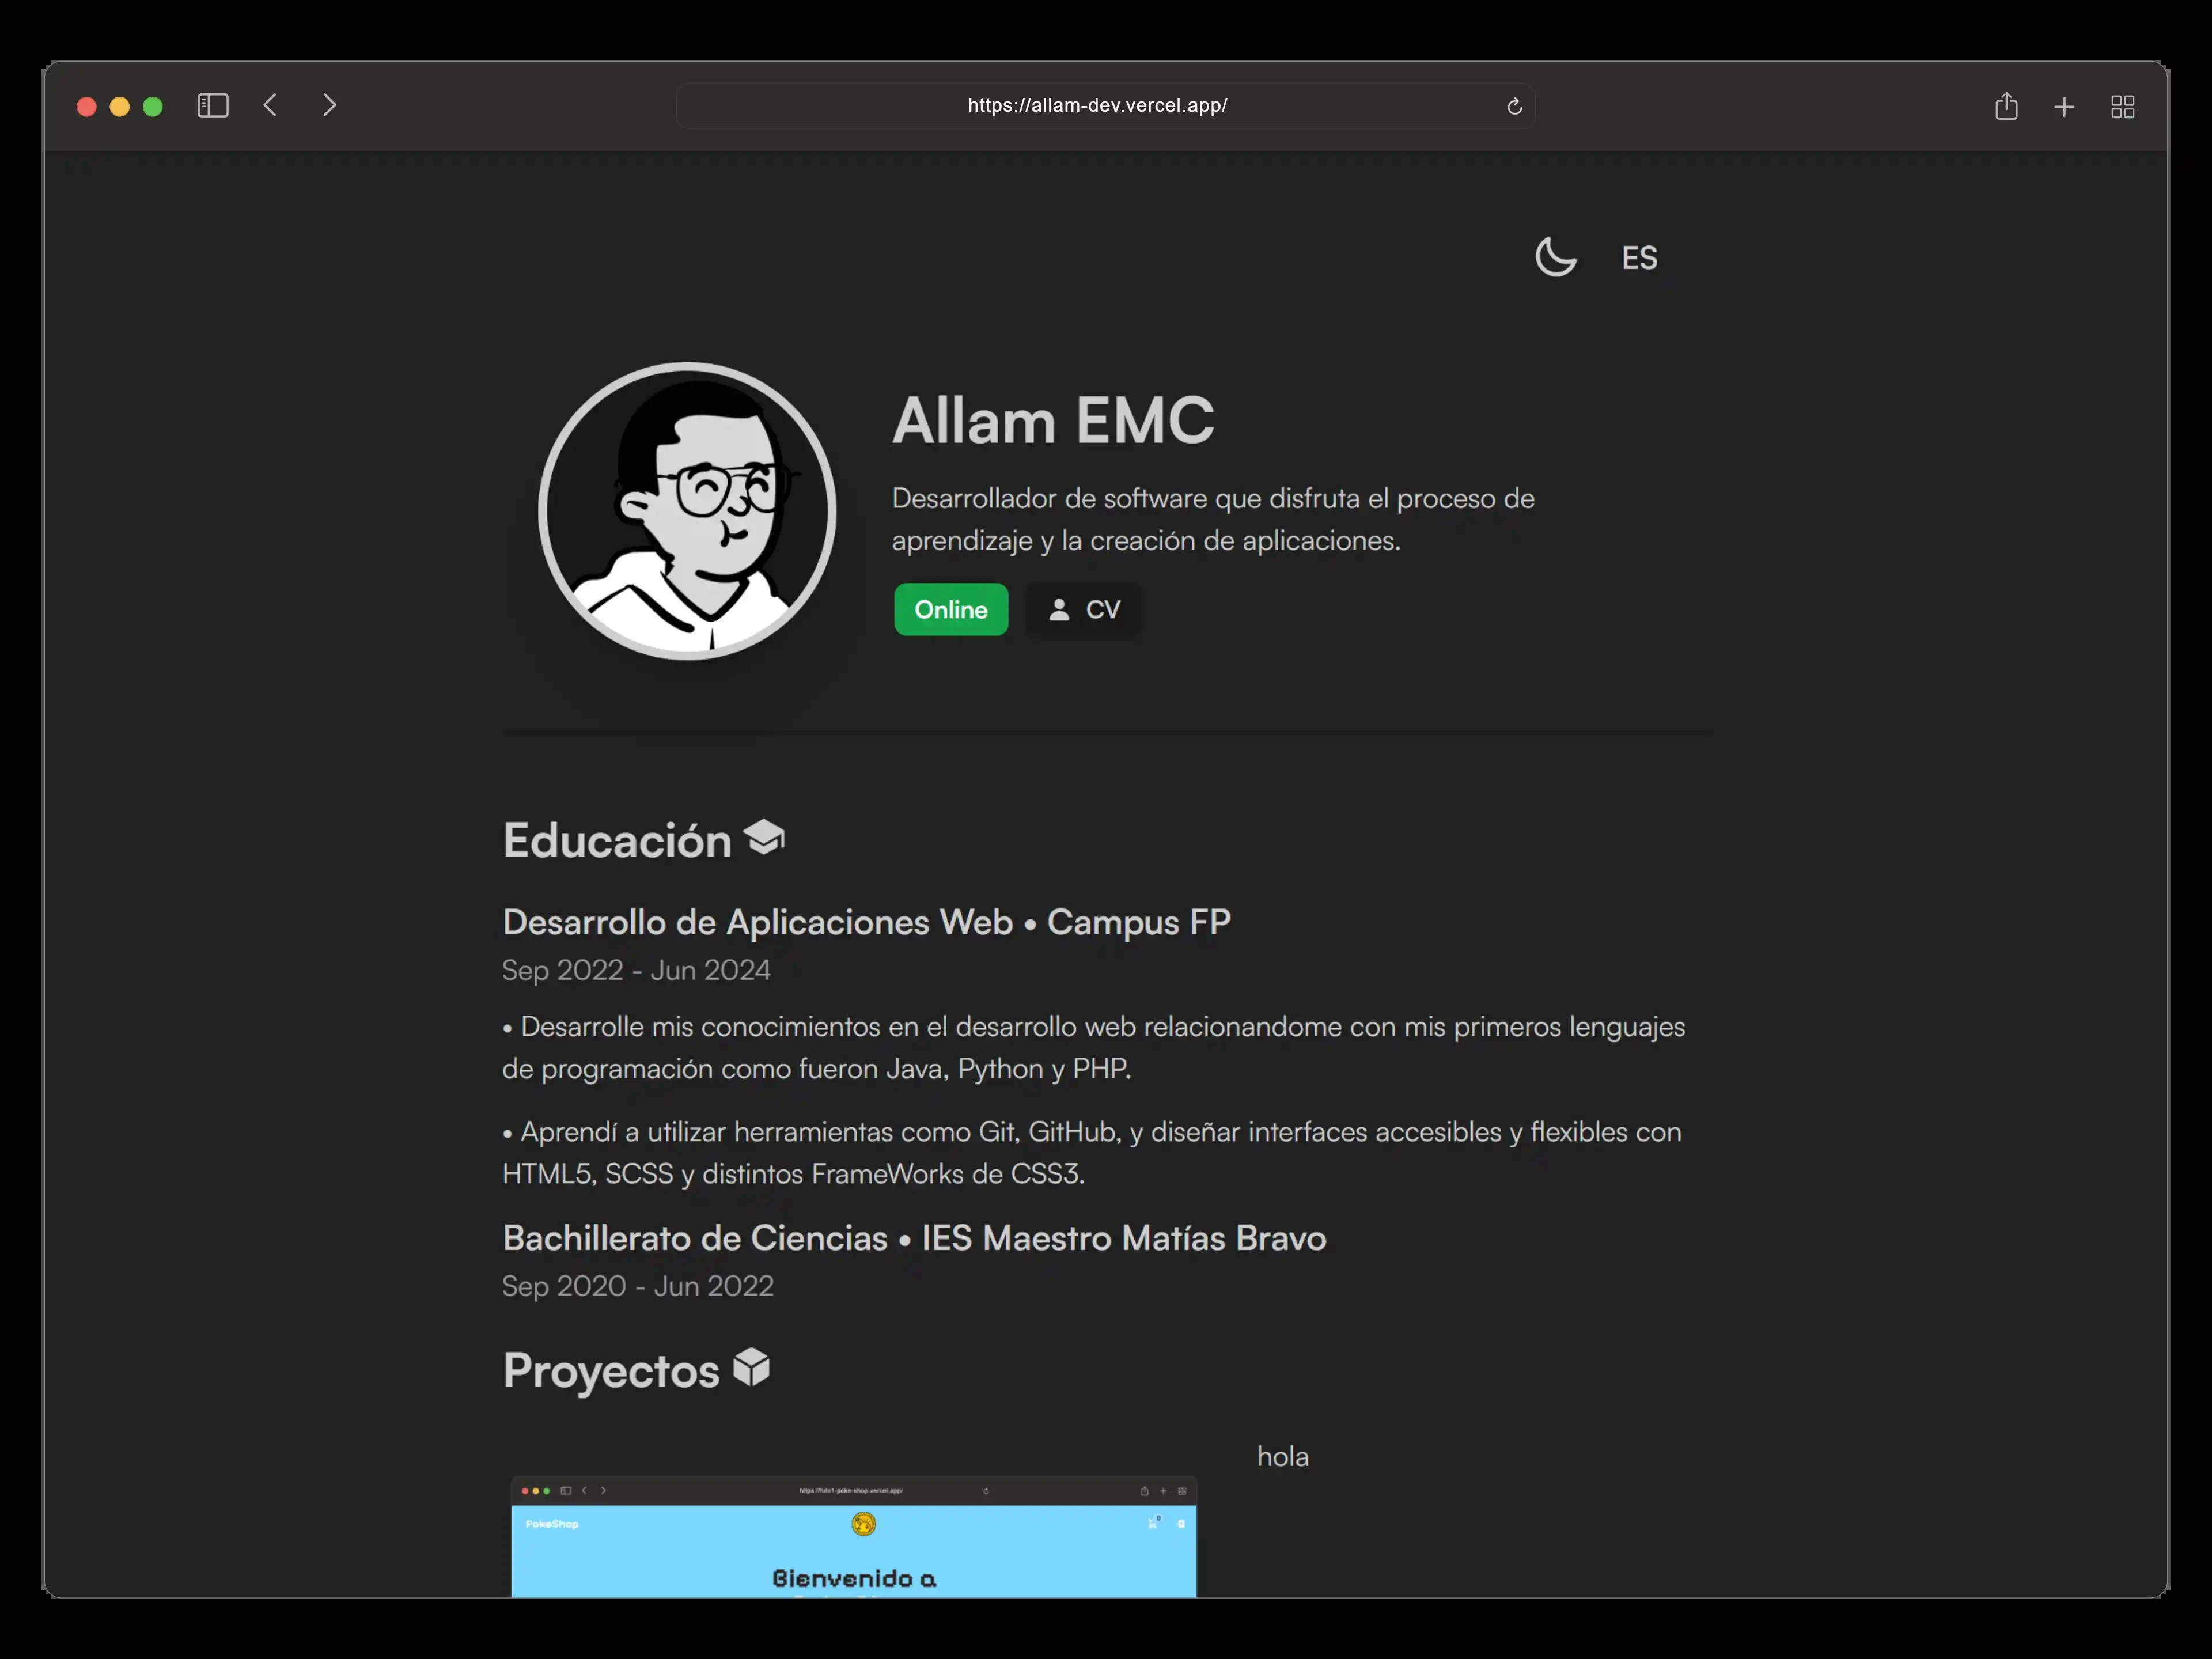 https://allam-dev.vercel.app/
ES
Allam EMC
Desarrollador de software que disfruta el proceso de
aprendizaje y la creación de aplicaciones.
Online
CV
Educación
Desarrollo de Aplicaciones Web • Campus FP
Sep 2022 - Jun 2024
• Desarrolle mis conocimientos en el desarrollo web relacionandome con mis primeros lenguajes
de programación como fueron Java, Python y PHP.
• Aprendí a utilizar herramientas como Git, GitHub, y diseñar interfaces accesibles y flexibles con
HTML5, SCSS y distintos FrameWorks de CSS3.
Bachillerato de Ciencias • IES Maestro Matías Bravo
Sep 2020 - Jun 2022
Proyectos
hola
PokeShop
0
Bienvenido a